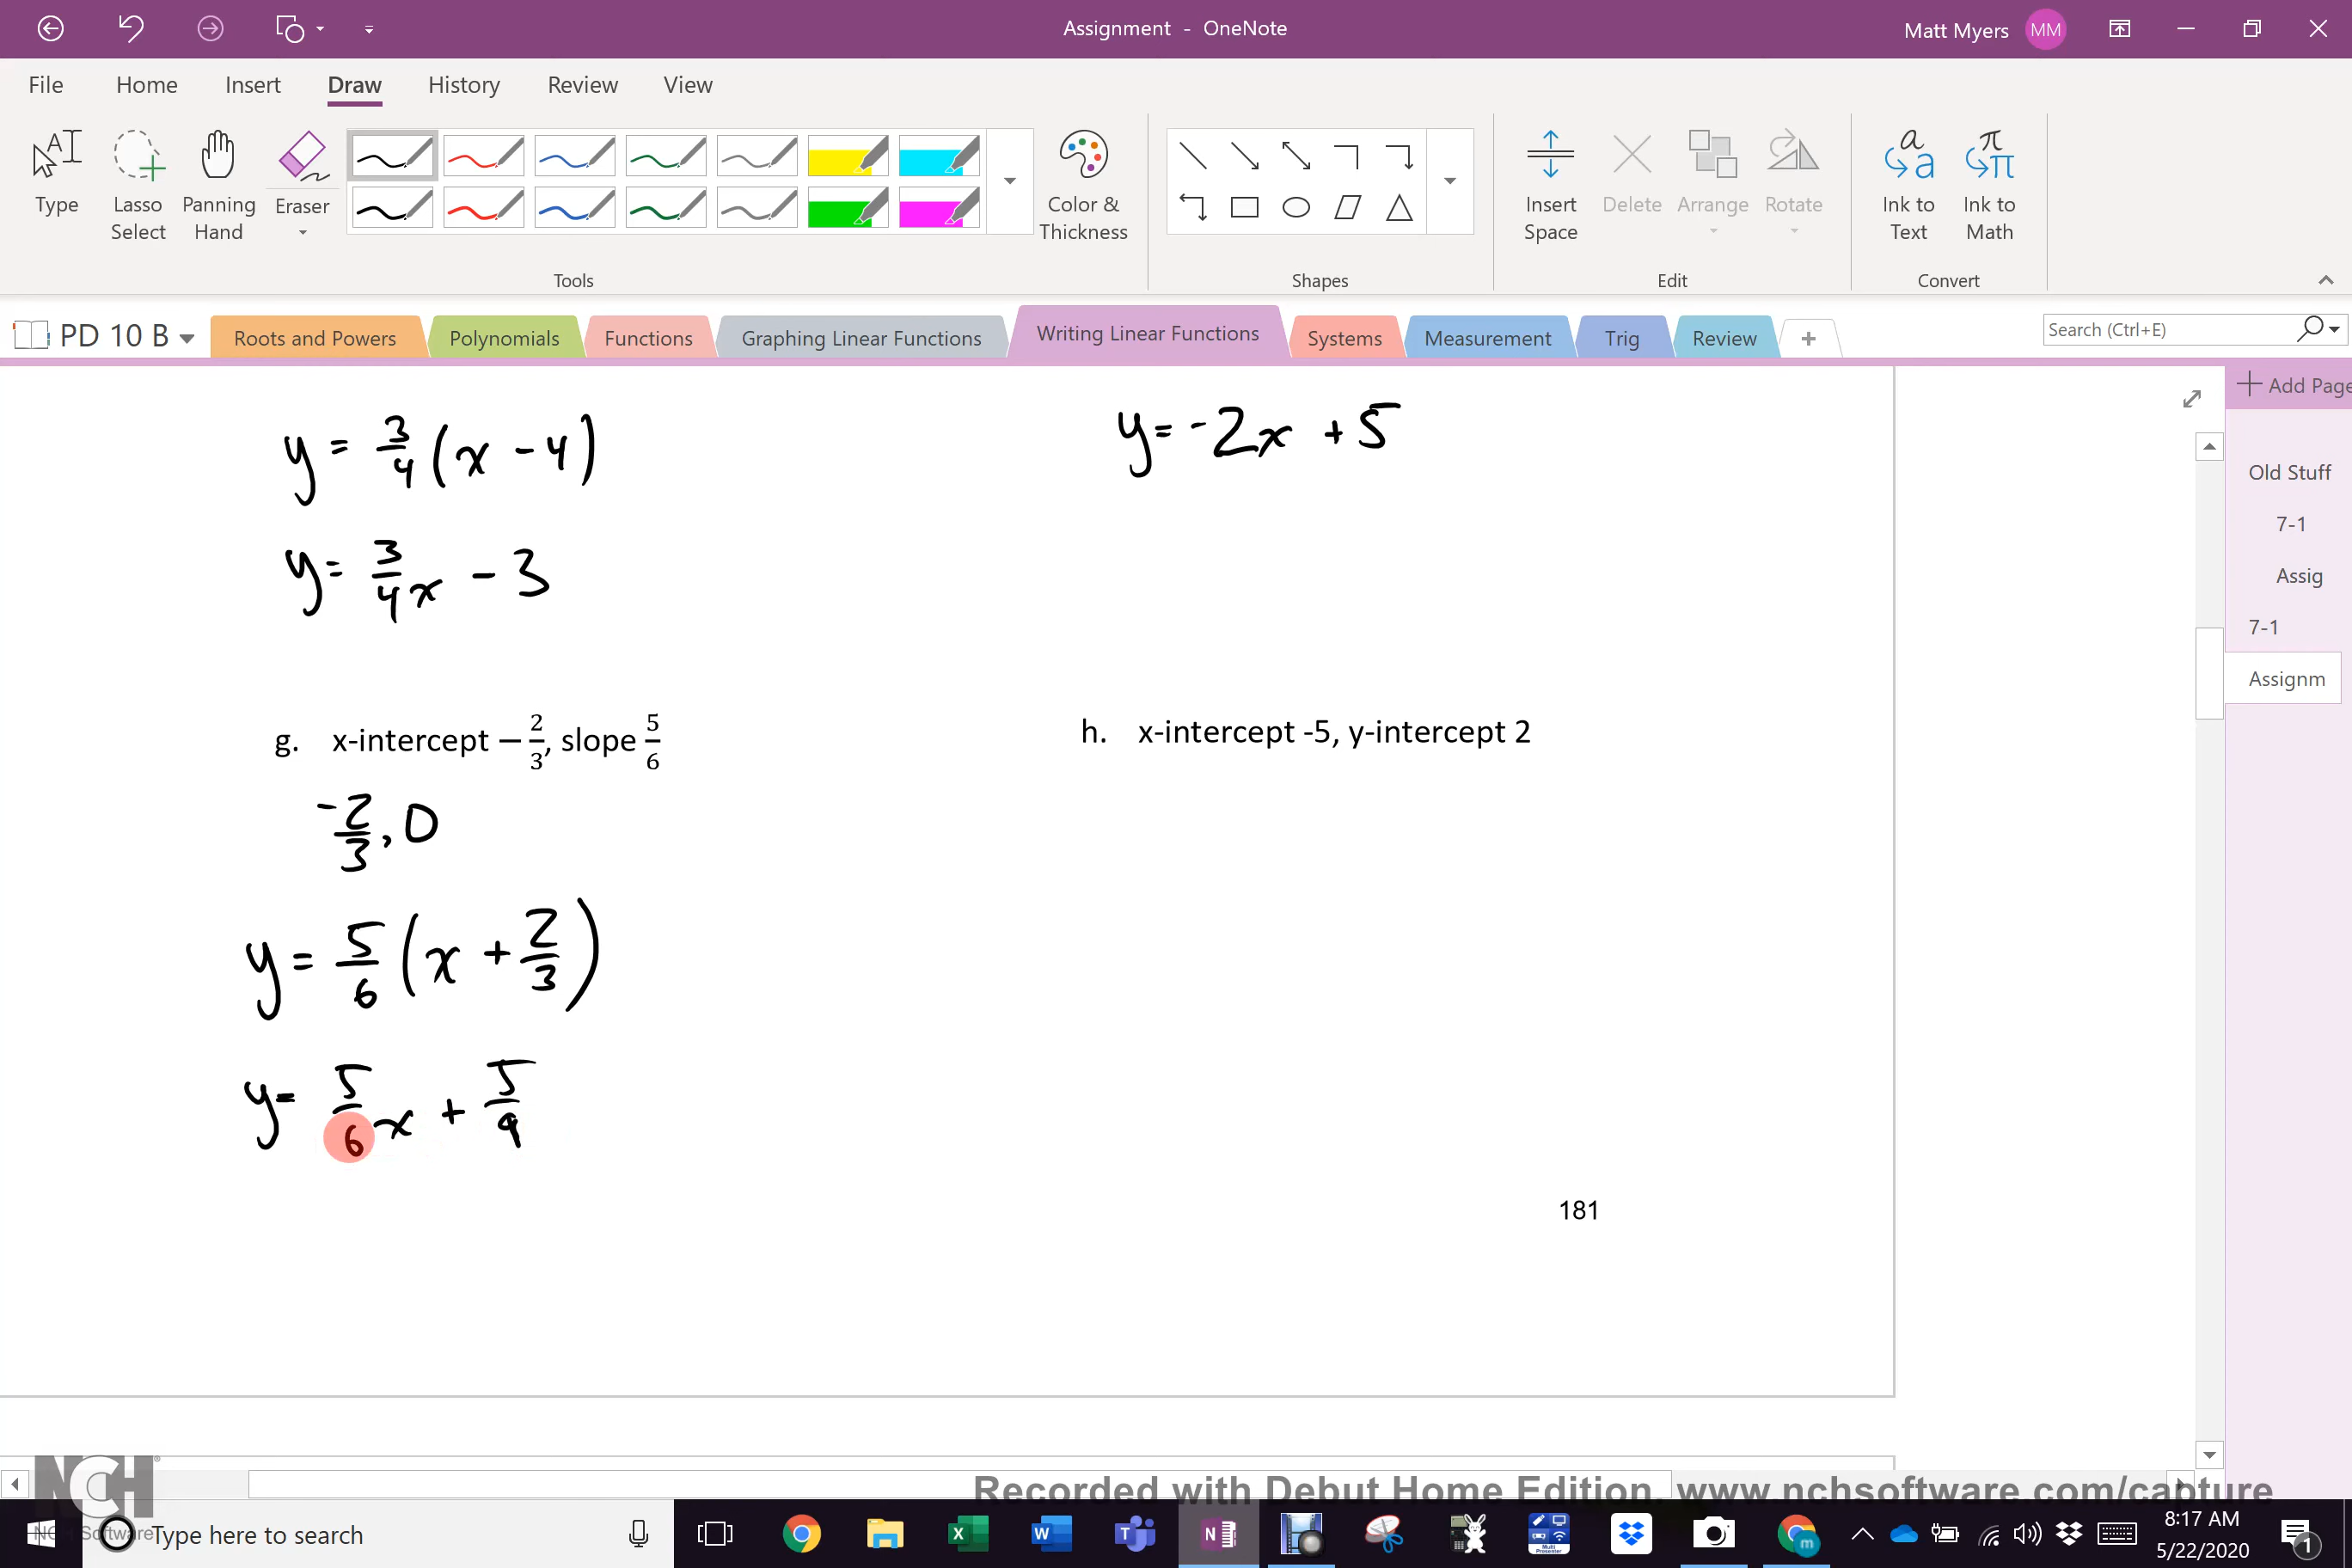 Assignment - OneNote
Matt Myers
MM
File Home Insert Draw History Review View
Type
Lasso Select
Panning Hand
Eraser
Color & Thickness
Tools
Shapes
Insert Space
Delete
Arrange
Rotate
Edit
a a
Ink to Text
π π
Ink to Math
Convert
PD 10 B
Roots and Powers
Polynomials
Functions
Graphing Linear Functions
Writing Linear Functions
Systems
Measurement
Trig
Review
+
Search (Ctrl+E)
Add Page
Old Stuff
7-1
Assig
7-1
Assignm
y = 3/4 (x - 4)
y = -2x + 5
y = 3/4 x - 3
g. x-intercept − 2/3, slope 5/6
h. x-intercept -5, y-intercept 2
-2/3, 0
y = 5/6 (x + 2/3)
y = 5/6 x + 5/9
181
NCH
NCH Software
Recorded with Debut Home Edition. www.nchsoftware.com/capture
Type here to search
8:17 AM
5/22/2020
1